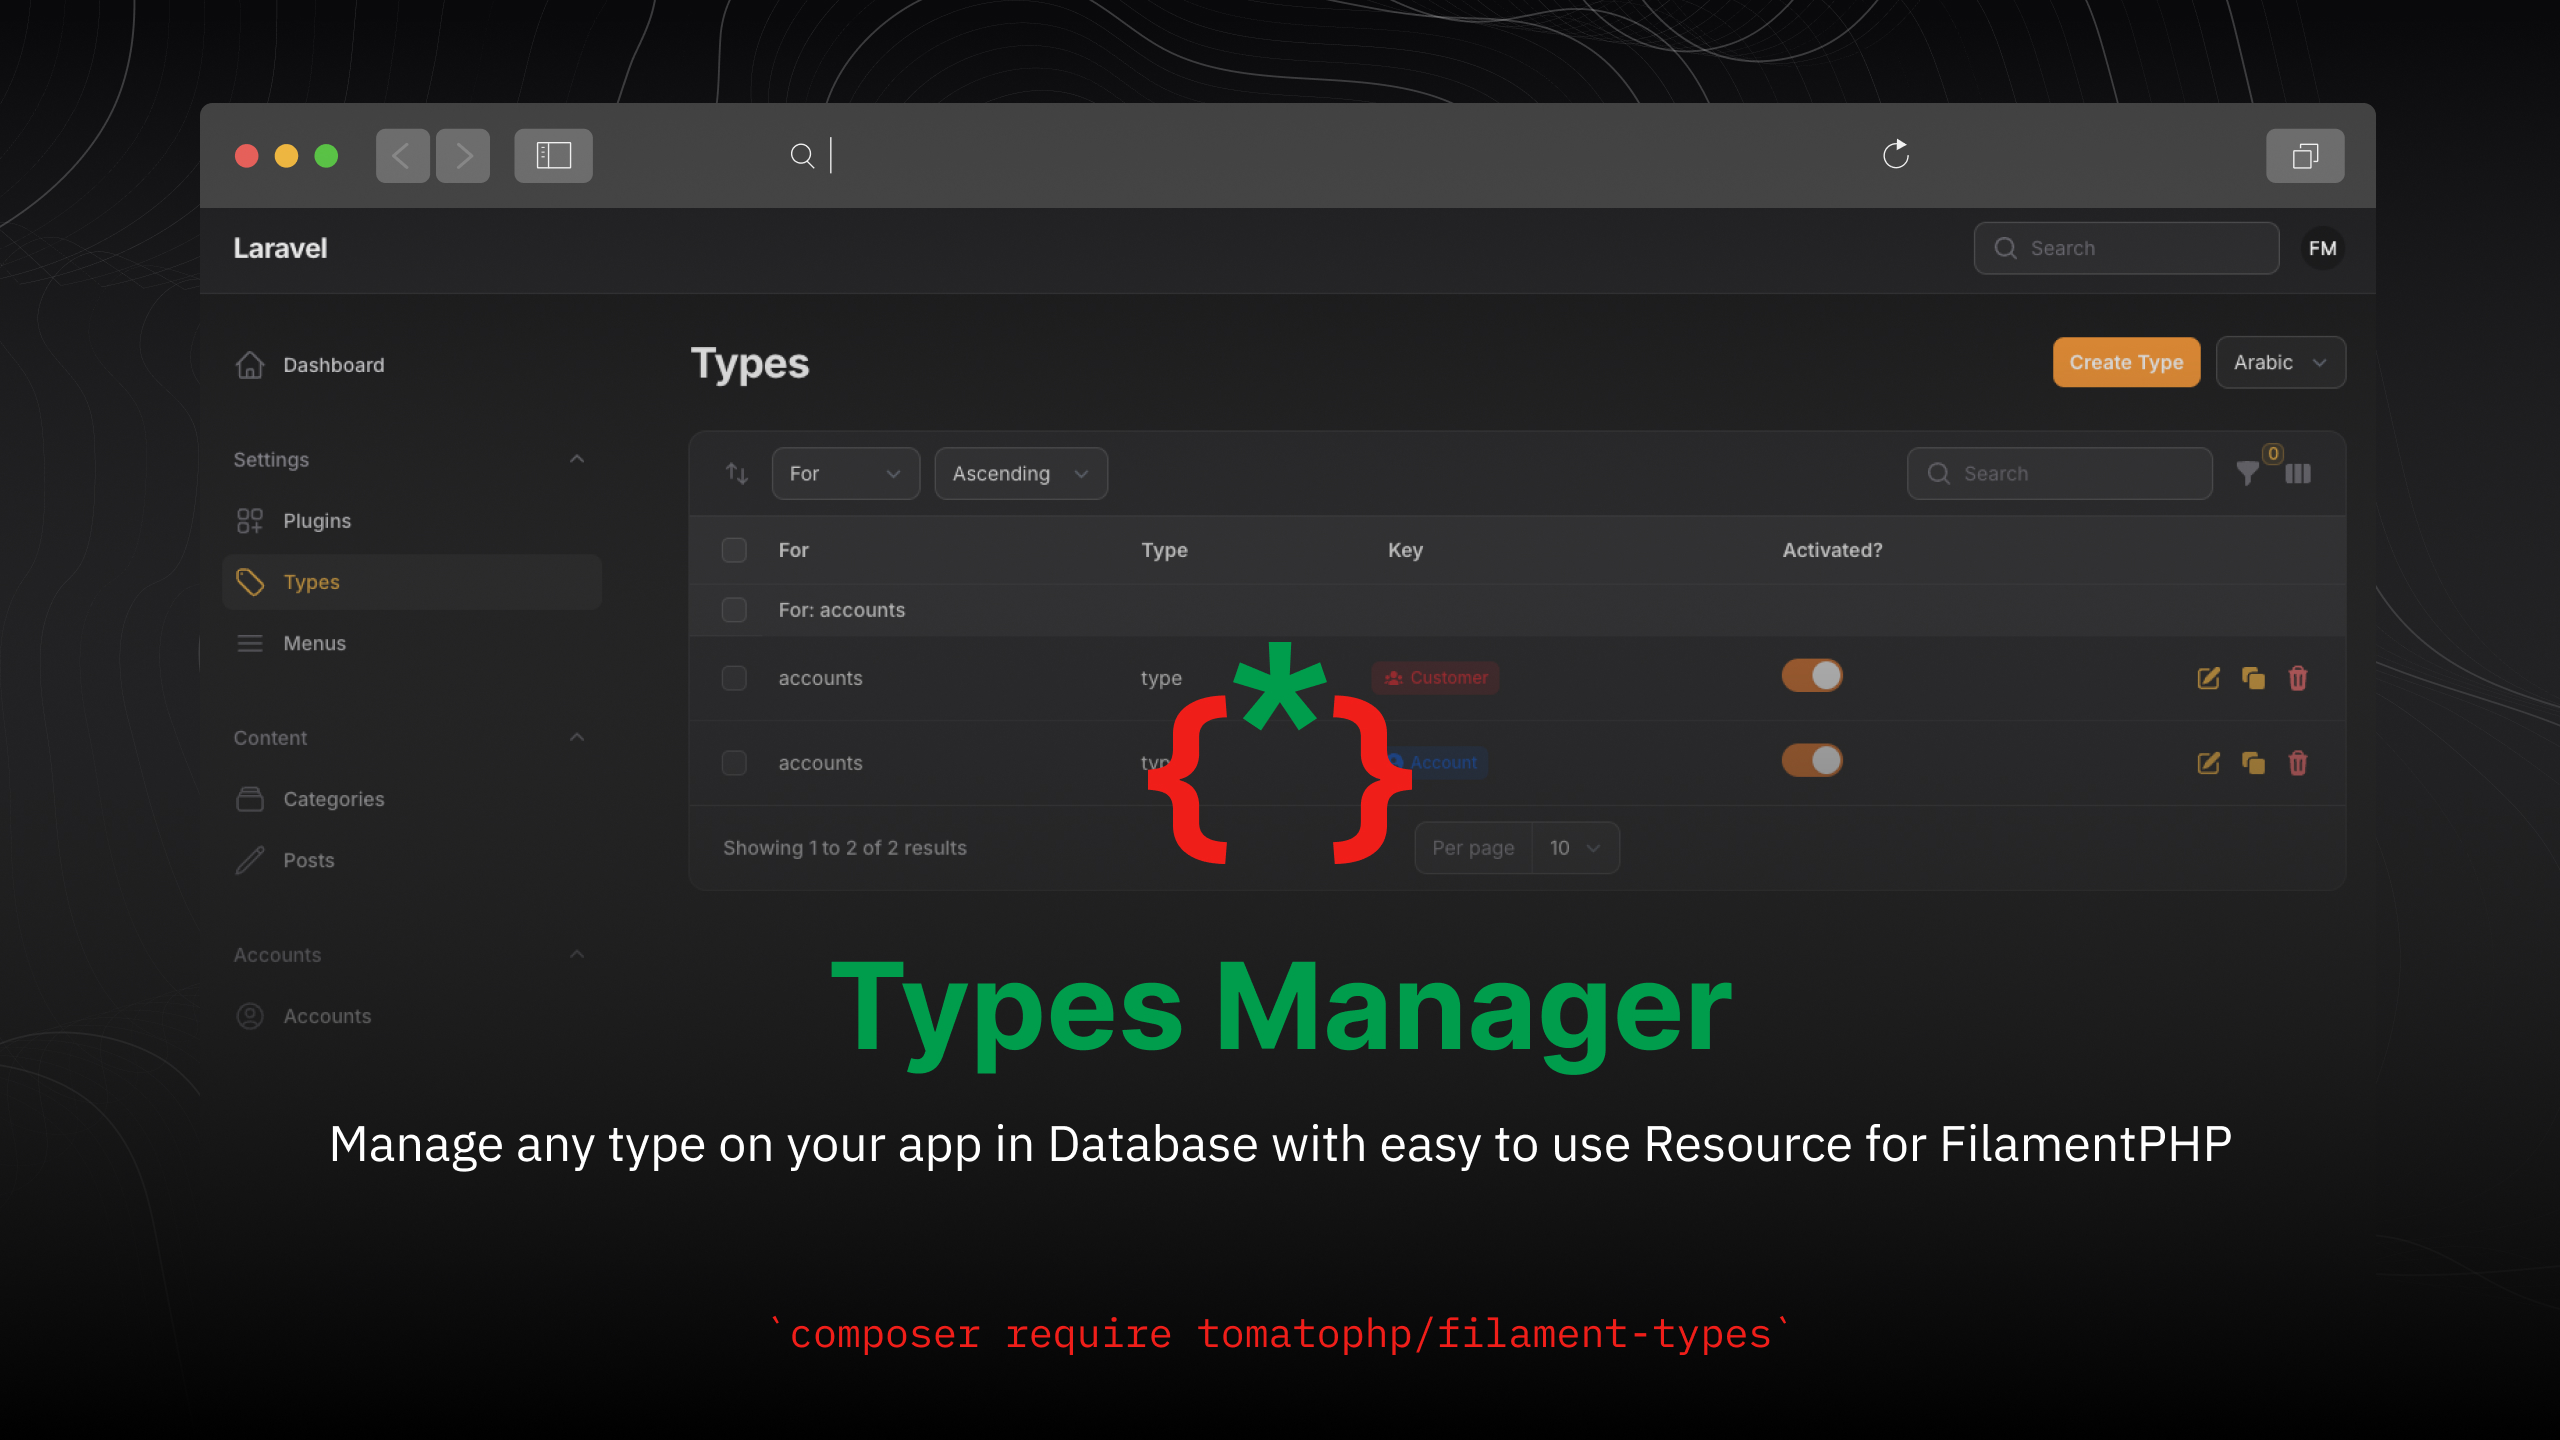 Laravel
Search
FM
Dashboard
Settings
Plugins
Types
Menus
Content
Categories
Posts
Accounts
Accounts
Types
Create Type
Arabic
For
Ascending
Search
0
For Type Key Activated?
For: accounts
accounts type Customer
accounts typ Account
Showing 1 to 2 of 2 results
Per page 10
{*}
Types Manager
Manage any type on your app in Database with easy to use Resource for FilamentPHP
`composer require tomatophp/filament-types`